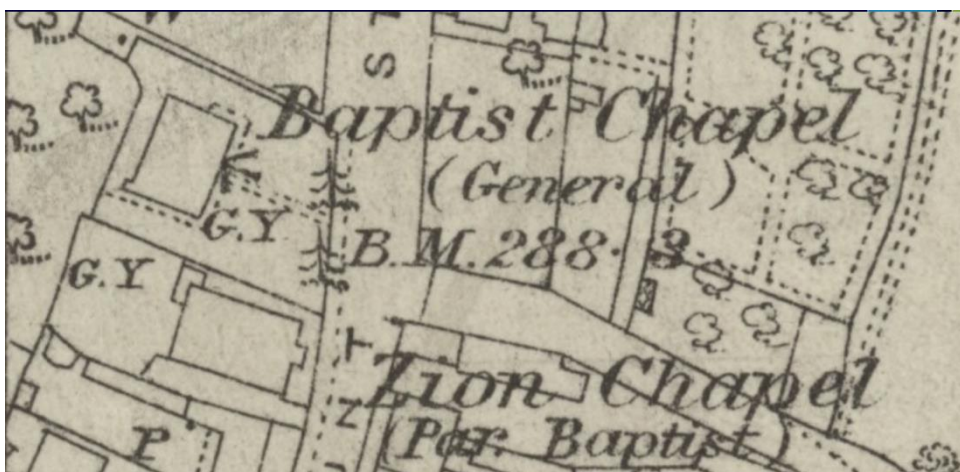 W
S
Baptist Chapel
(General)
G.Y
B.M. 288·3
G.Y
T
Zion Chapel
N
(Par. Baptist)
P